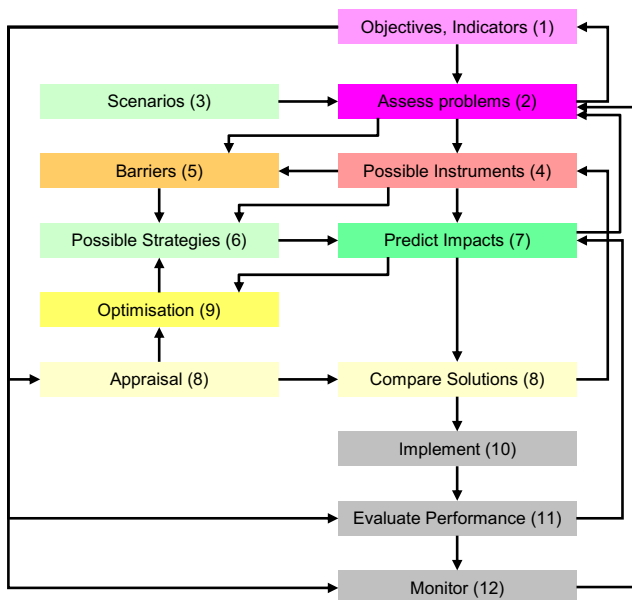 Objectives, Indicators (1)
Scenarios (3)
Assess problems (2)
Barriers (5)
Possible Instruments (4)
Possible Strategies (6)
Predict Impacts (7)
Optimisation (9)
Appraisal (8)
Compare Solutions (8)
Implement (10)
Evaluate Performance (11)
Monitor (12)